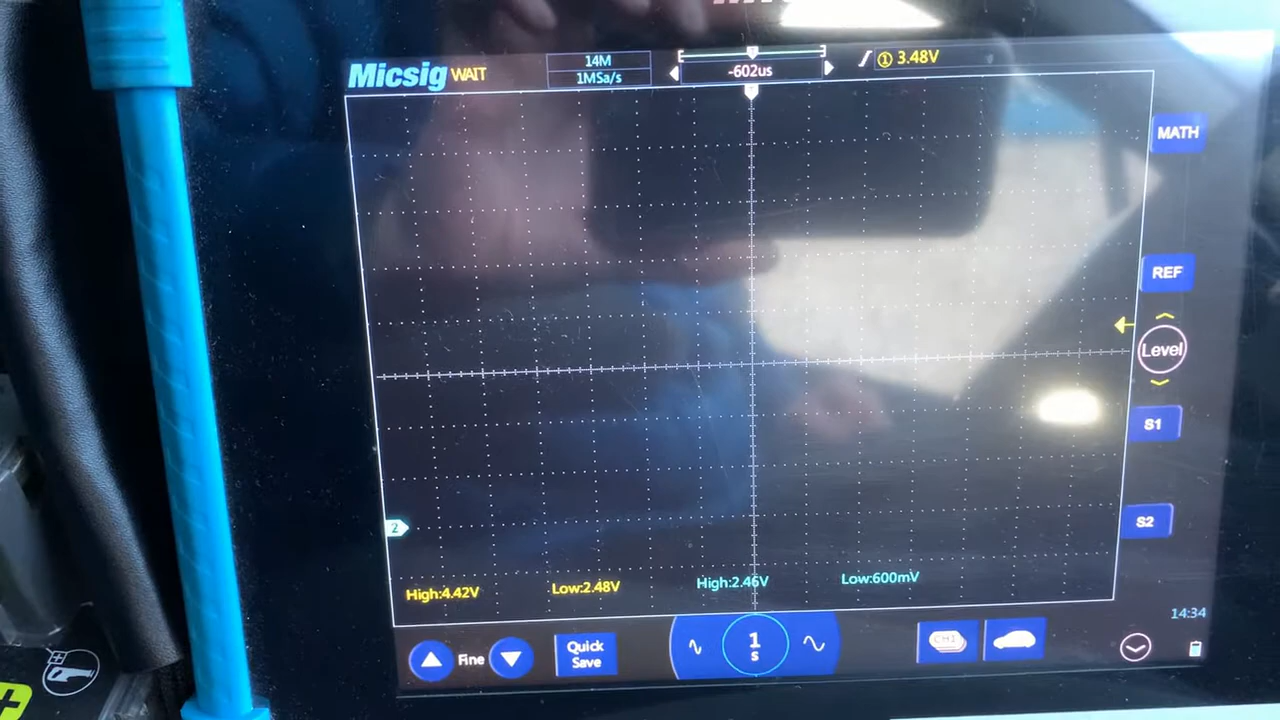 Micsig WAIT 14M -602us ① 3.48V
1MSa/s
MATH
REF
Level
S1
2
S2
High:4.42V Low:2.48V High:2.46V Low:600mV
14:34
Fine Quick Save 1 s CH1